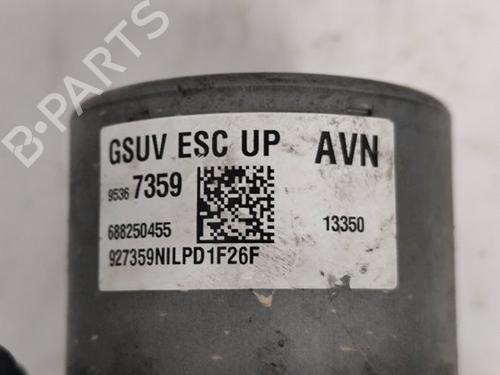 GSUV ESC UP AVN
9536 7359
688250455 13350
927359NILPD1F26F
B-PARTS